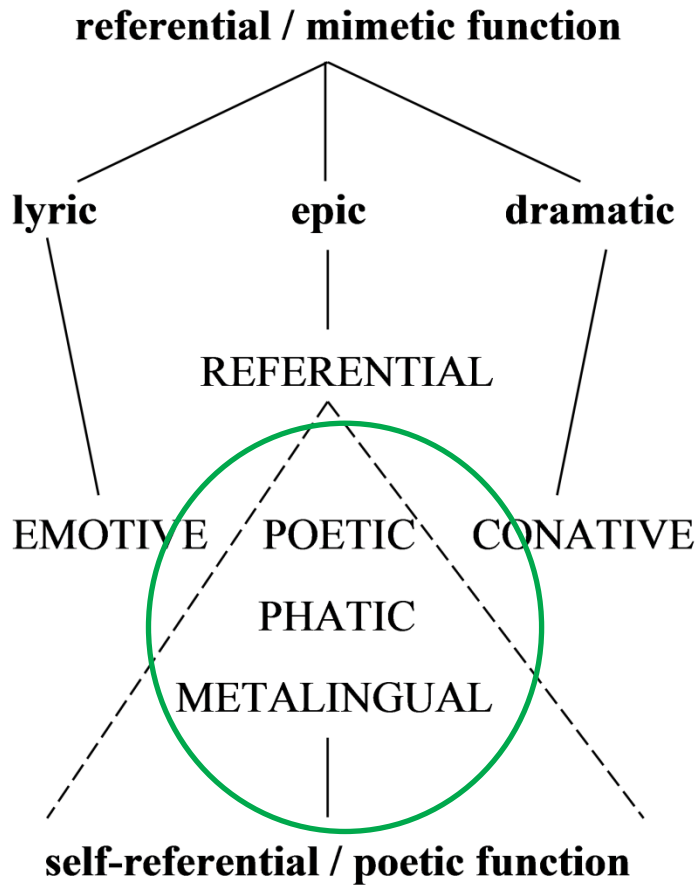 referential / mimetic function
lyric epic dramatic
REFERENTIAL
EMOTIVE POETIC CONATIVE
PHATIC
METALINGUAL
self-referential / poetic function